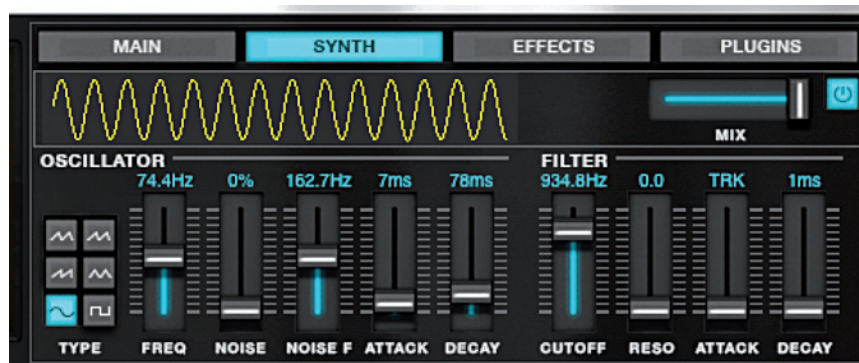 MAIN SYNTH EFFECTS PLUGINS
MIX
OSCILLATOR FILTER
74.4Hz 0% 162.7Hz 7ms 78ms 934.8Hz 0.0 TRK 1ms
TYPE FREQ NOISE NOISE F ATTACK DECAY CUTOFF RESO ATTACK DECAY